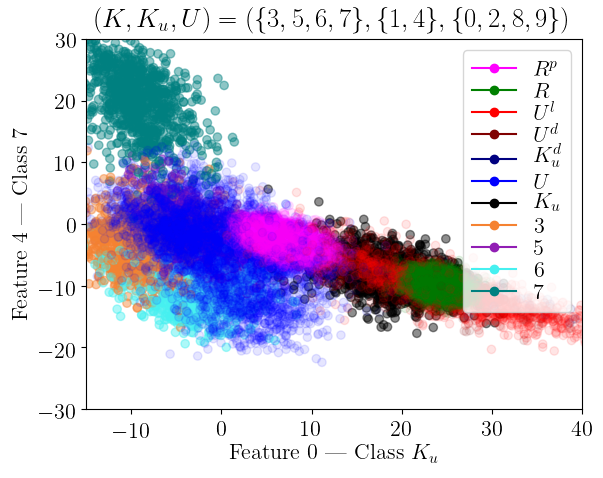 (K, K_u, U) = ({3, 5, 6, 7}, {1, 4}, {0, 2, 8, 9})
30
20
10
0
−10
−20
−30
Feature 4 — Class 7
R^p
R
U^l
U^d
K_u^d
U
K_u
3
5
6
7
−10
0
10
20
30
40
Feature 0 — Class K_u